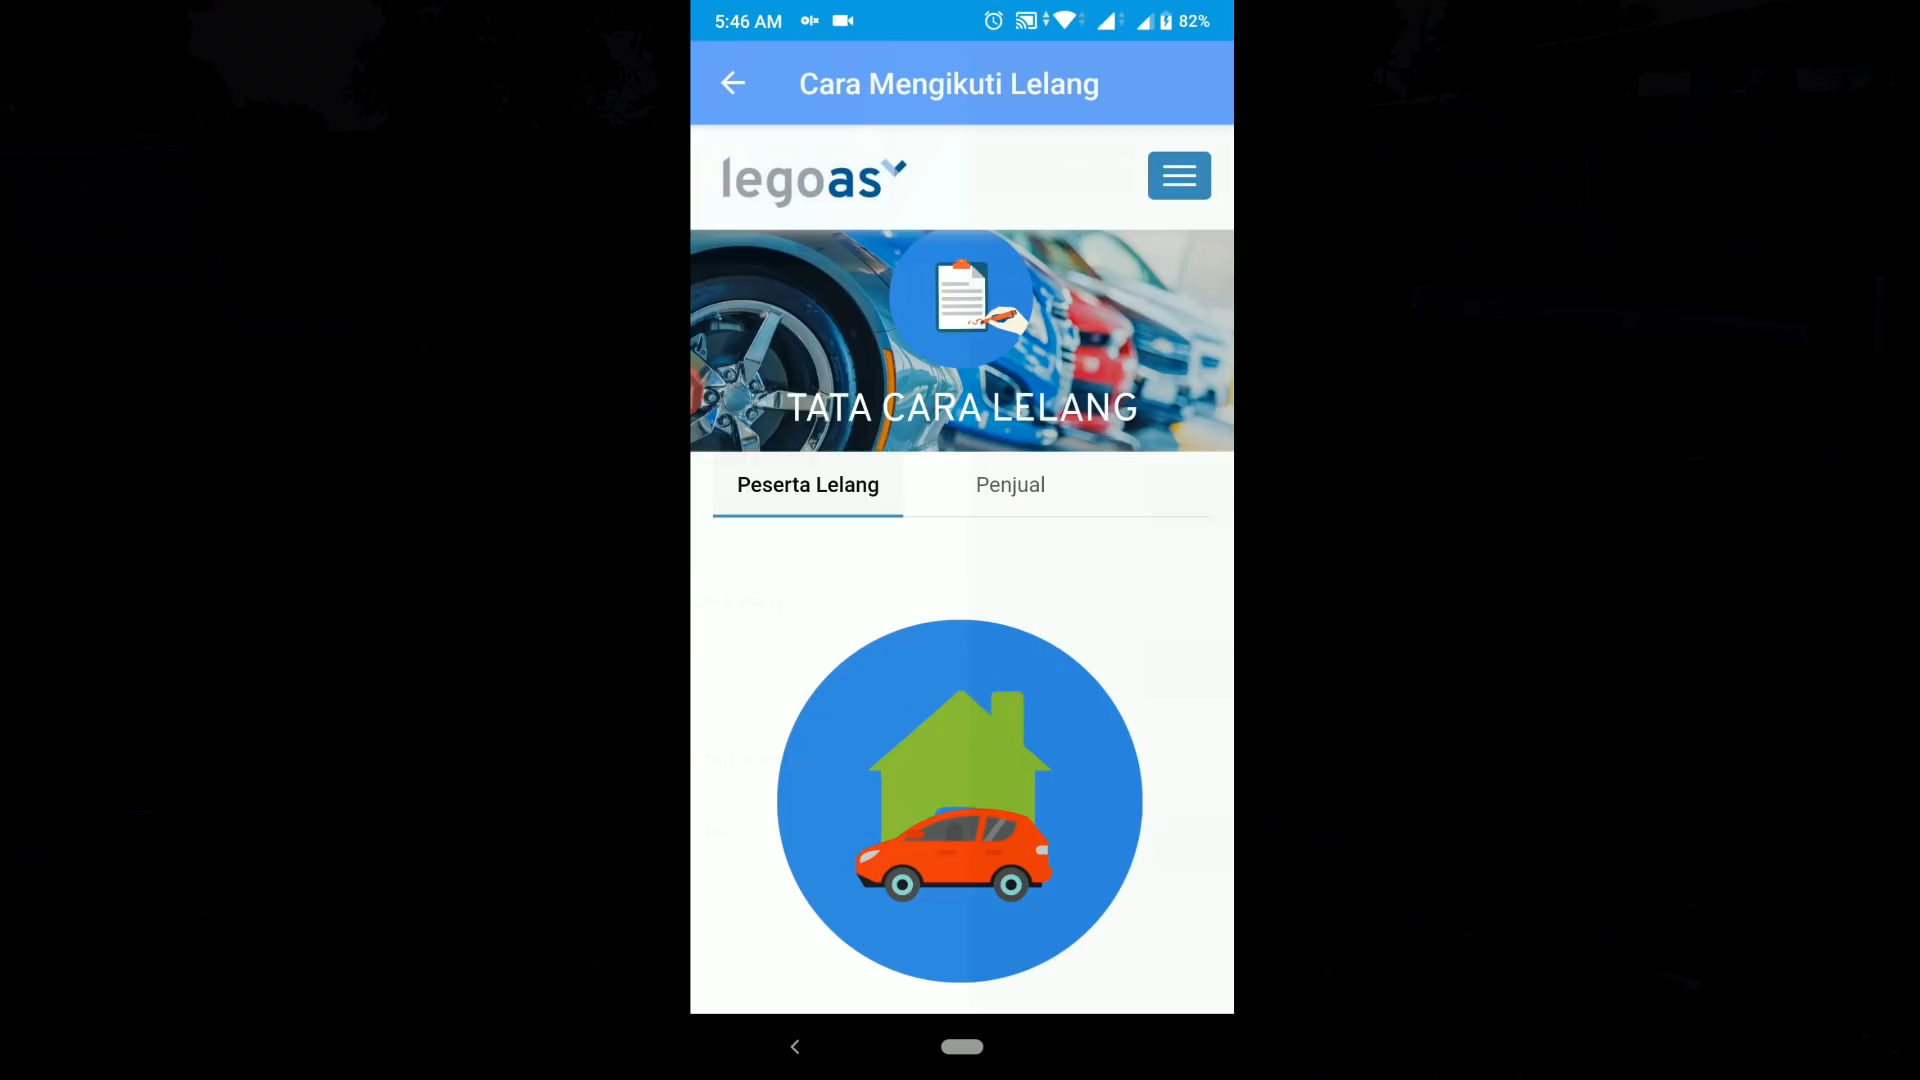 5:46 AM
82%
Cara Mengikuti Lelang
legoas
TATA CARA LELANG
Peserta Lelang
Penjual